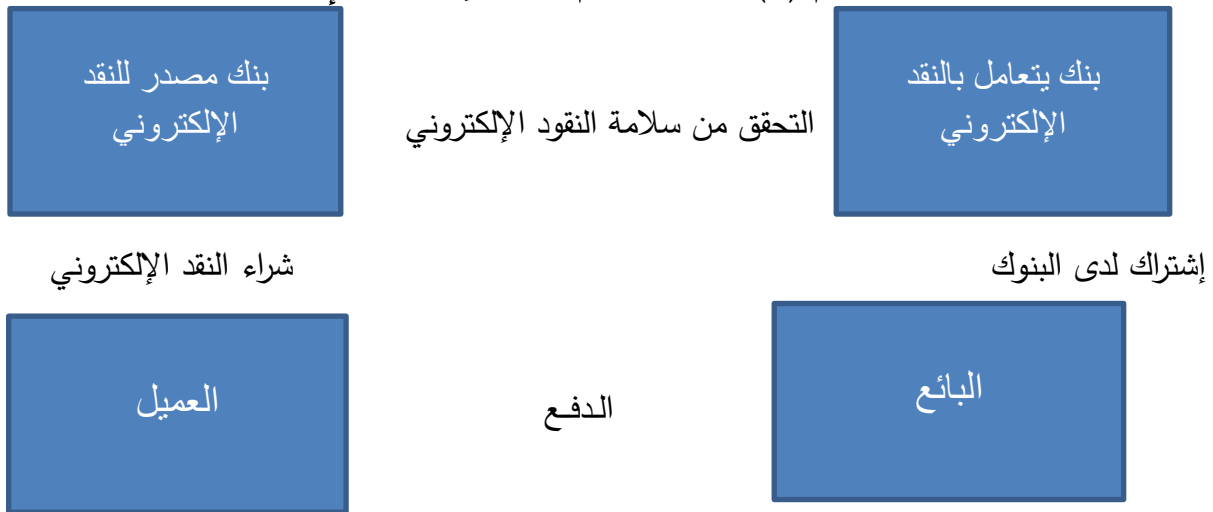 بنك يتعامل بالنقد
الإلكتروني
التحقق من سلامة النقود الإلكتروني
بنك مصدر للنقد
الإلكتروني
إشتراك لدى البنوك
شراء النقد الإلكتروني
البائع
الدفع
العميل